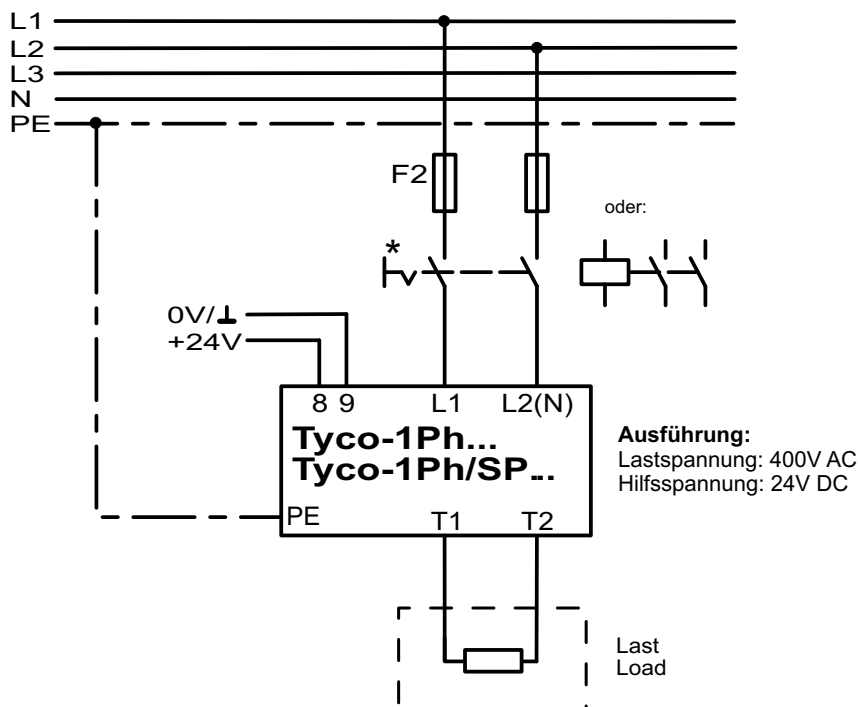 L1
L2
L3
N
PE
F2
oder:
*
0V/⊥
+24V
8 9 L1 L2(N)
Tyco-1Ph...
Tyco-1Ph/SP...
Ausführung:
Lastspannung: 400V AC
Hilfsspannung: 24V DC
PE T1 T2
Last
Load